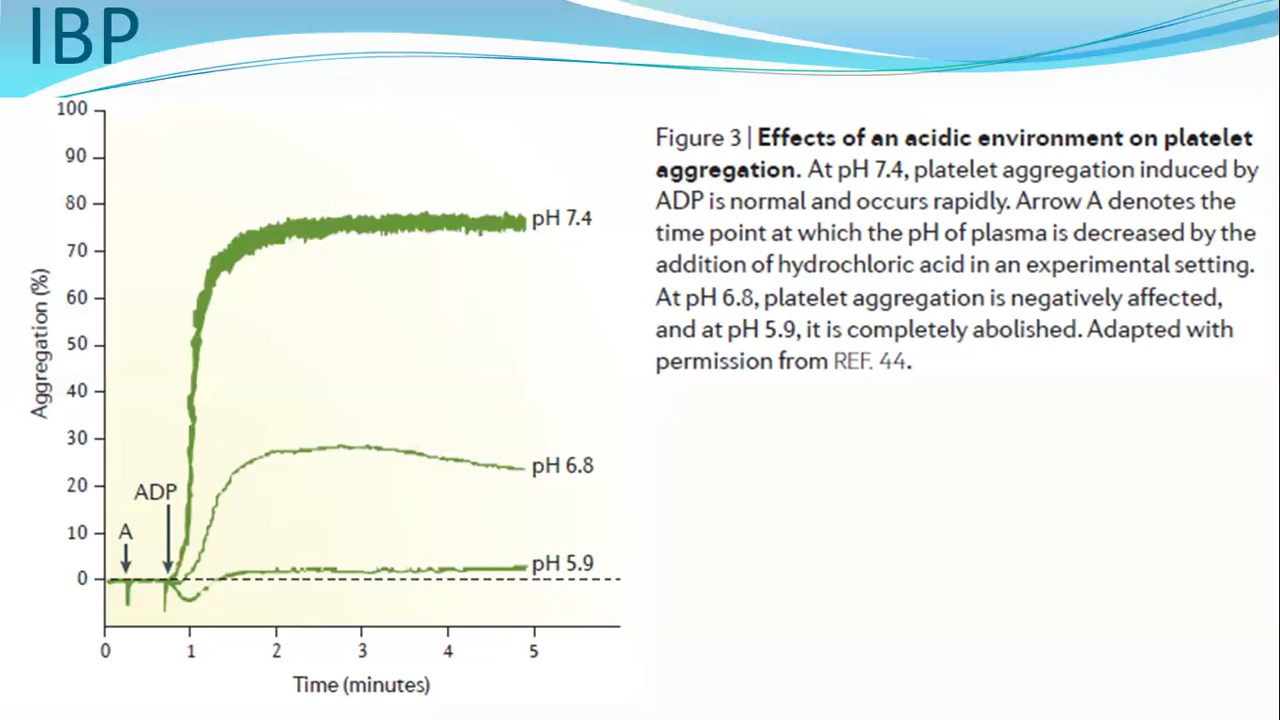 IBP
100
90
80
70
60
50
40
30
20
10
0
Aggregation (%)
pH 7.4
pH 6.8
pH 5.9
ADP
A
0 1 2 3 4 5
Time (minutes)
Figure 3 | Effects of an acidic environment on platelet
aggregation. At pH 7.4, platelet aggregation induced by
ADP is normal and occurs rapidly. Arrow A denotes the
time point at which the pH of plasma is decreased by the
addition of hydrochloric acid in an experimental setting.
At pH 6.8, platelet aggregation is negatively affected,
and at pH 5.9, it is completely abolished. Adapted with
permission from REF. 44.